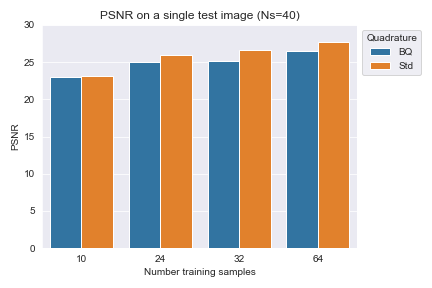 PSNR on a single test image (Ns=40)
Quadrature
BQ
Std
PSNR
30
25
20
15
10
5
0
10 24 32 64
Number training samples